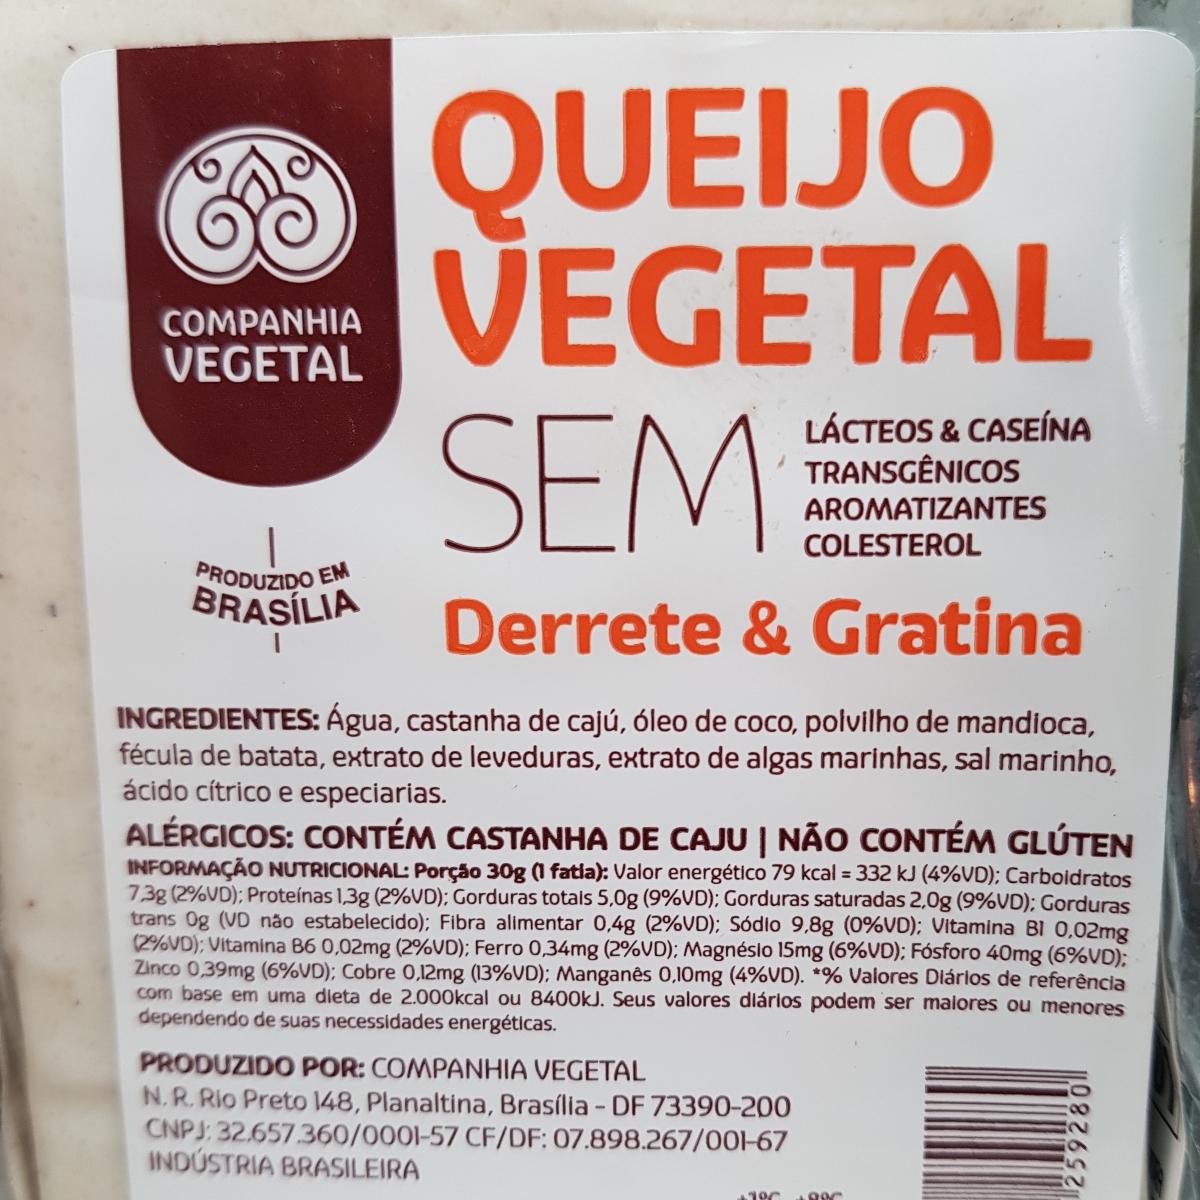 COMPANHIA
VEGETAL
QUEIJO
VEGETAL
SEM
LÁCTEOS & CASEÍNA
TRANSGÊNICOS
AROMATIZANTES
COLESTEROL
PRODUZIDO EM
BRASÍLIA
Derrete & Gratina
INGREDIENTES: Água, castanha de cajú, óleo de coco, polvilho de mandioca,
fécula de batata, extrato de leveduras, extrato de algas marinhas, sal marinho,
ácido cítrico e especiarias.
ALÉRGICOS: CONTÉM CASTANHA DE CAJU | NÃO CONTÉM GLÚTEN
INFORMAÇÃO NUTRICIONAL: Porção 30g (1 fatia): Valor energético 79 kcal = 332 kJ (4%VD); Carboidratos
7,3g (2%VD); Proteínas 1,3g (2%VD); Gorduras totais 5,0g (9%VD); Gorduras saturadas 2,0g (9%VD); Gorduras
trans 0g (VD não estabelecido); Fibra alimentar 0,4g (2%VD); Sódio 9,8g (0%VD); Vitamina B1 0,02mg
(2%VD); Vitamina B6 0,02mg (2%VD); Ferro 0,34mg (2%VD); Magnésio 15mg (6%VD); Fósforo 40mg (6%VD);
Zinco 0,39mg (6%VD); Cobre 0,12mg (13%VD); Manganês 0,10mg (4%VD). *% Valores Diários de referência
com base em uma dieta de 2.000kcal ou 8400kJ. Seus valores diários podem ser maiores ou menores
dependendo de suas necessidades energéticas.
PRODUZIDO POR: COMPANHIA VEGETAL
N. R. Rio Preto 148, Planaltina, Brasília - DF 73390-200
CNPJ: 32.657.360/0001-57 CF/DF: 07.898.267/001-67
INDÚSTRIA BRASILEIRA
259280